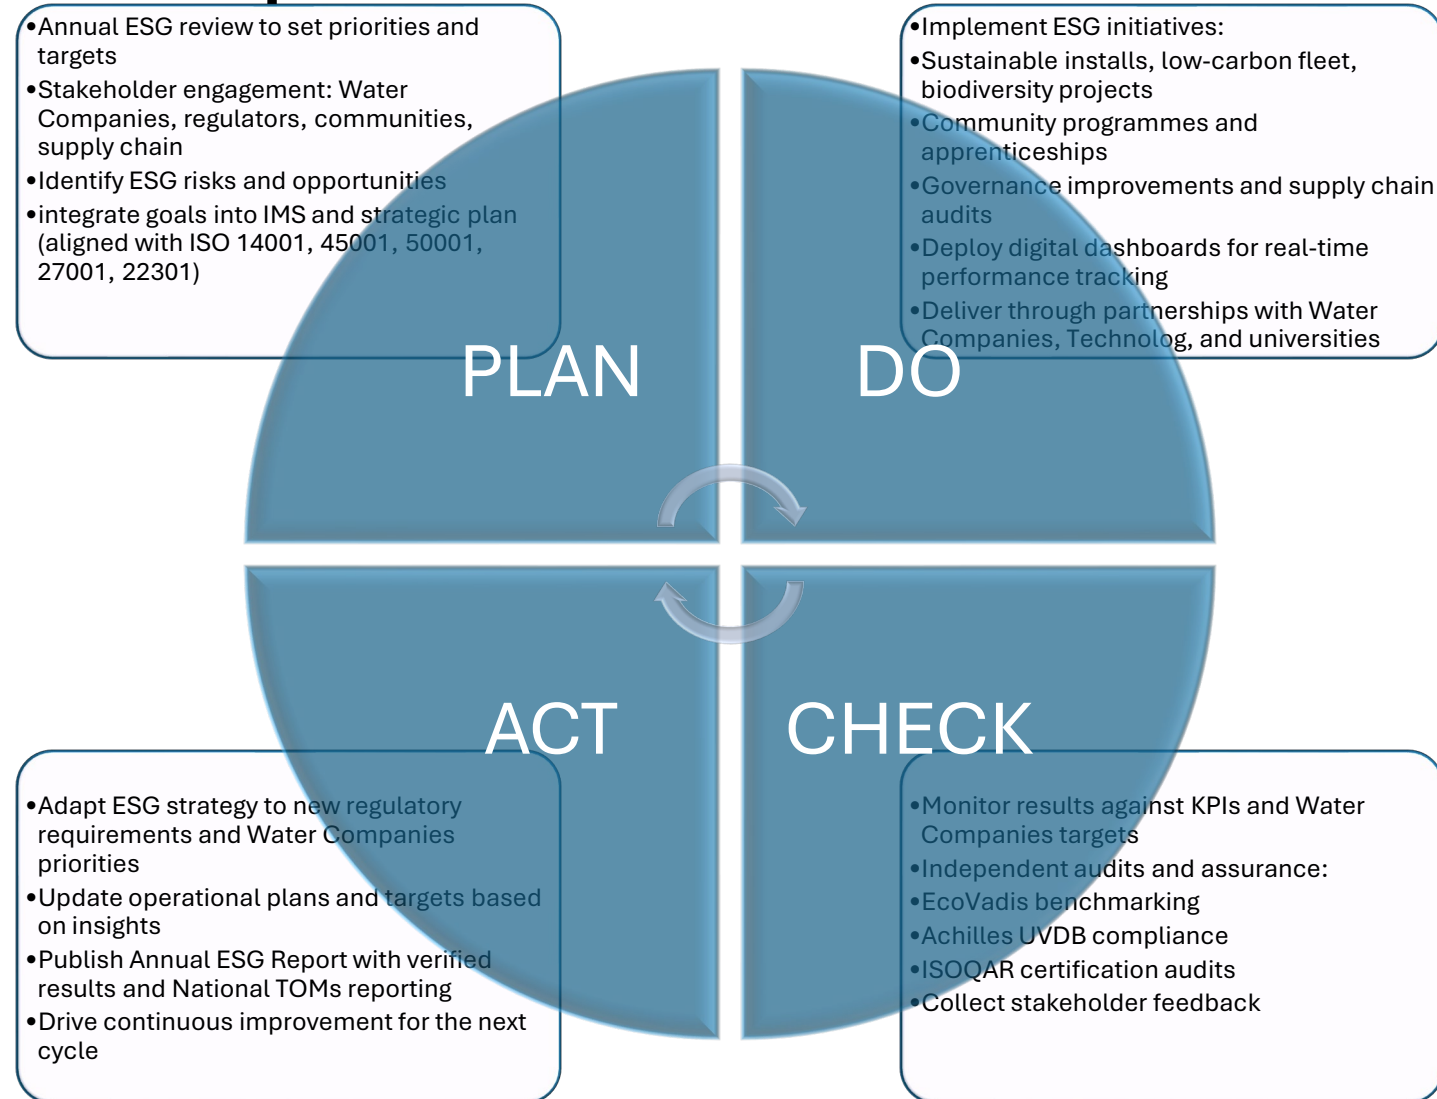 •Annual ESG review to set priorities and
targets
•Stakeholder engagement: Water
Companies, regulators, communities,
supply chain
•Identify ESG risks and opportunities
•integrate goals into IMS and strategic plan
(aligned with ISO 14001, 45001, 50001,
27001, 22301)
•Implement ESG initiatives:
•Sustainable installs, low-carbon fleet,
biodiversity projects
•Community programmes and
apprenticeships
•Governance improvements and supply chain
audits
•Deploy digital dashboards for real-time
performance tracking
•Deliver through partnerships with Water
Companies, Technolog, and universities
PLAN
DO
ACT
CHECK
•Adapt ESG strategy to new regulatory
requirements and Water Companies
priorities
•Update operational plans and targets based
on insights
•Publish Annual ESG Report with verified
results and National TOMs reporting
•Drive continuous improvement for the next
cycle
•Monitor results against KPIs and Water
Companies targets
•Independent audits and assurance:
•EcoVadis benchmarking
•Achilles UVDB compliance
•ISOQAR certification audits
•Collect stakeholder feedback